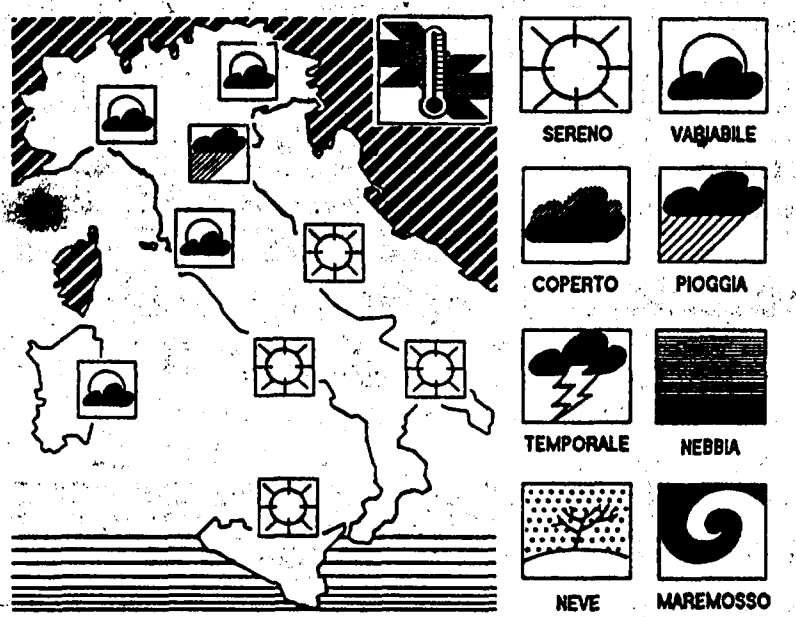 SERENO
VARIABILE
COPERTO
PIOGGIA
TEMPORALE
NEBBIA
NEVE
MAREMOSSO